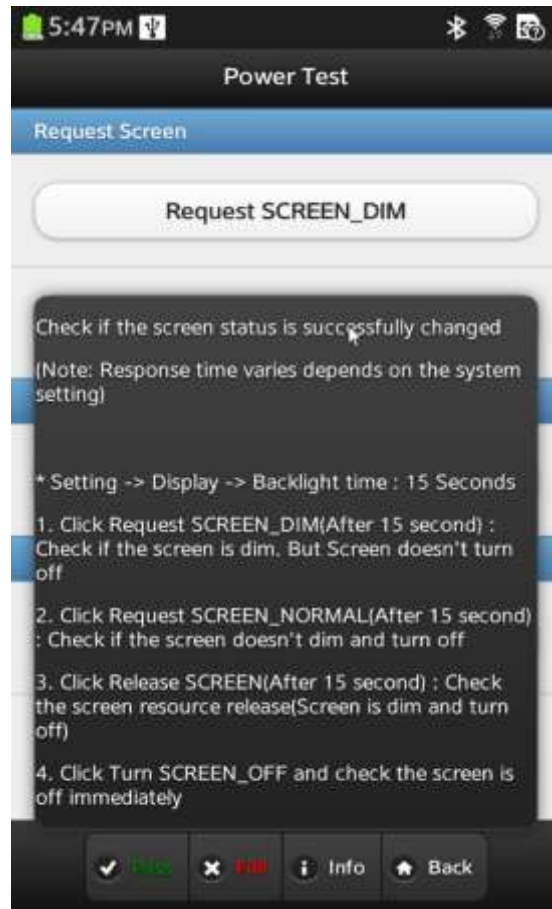 5:47PM
Power Test
Request Screen
Request SCREEN_DIM
Check if the screen status is successfully changed
(Note: Response time varies depends on the system
setting)
* Setting -> Display -> Backlight time : 15 Seconds
1. Click Request SCREEN_DIM(After 15 second) :
Check if the screen is dim. But Screen doesn't turn
off
2. Click Request SCREEN_NORMAL(After 15 second)
: Check if the screen doesn't dim and turn off
3. Click Release SCREEN(After 15 second) : Check
the screen resource release(Screen is dim and turn
off)
4. Click Turn SCREEN_OFF and check the screen is
off immediately
Pass Fail Info Back